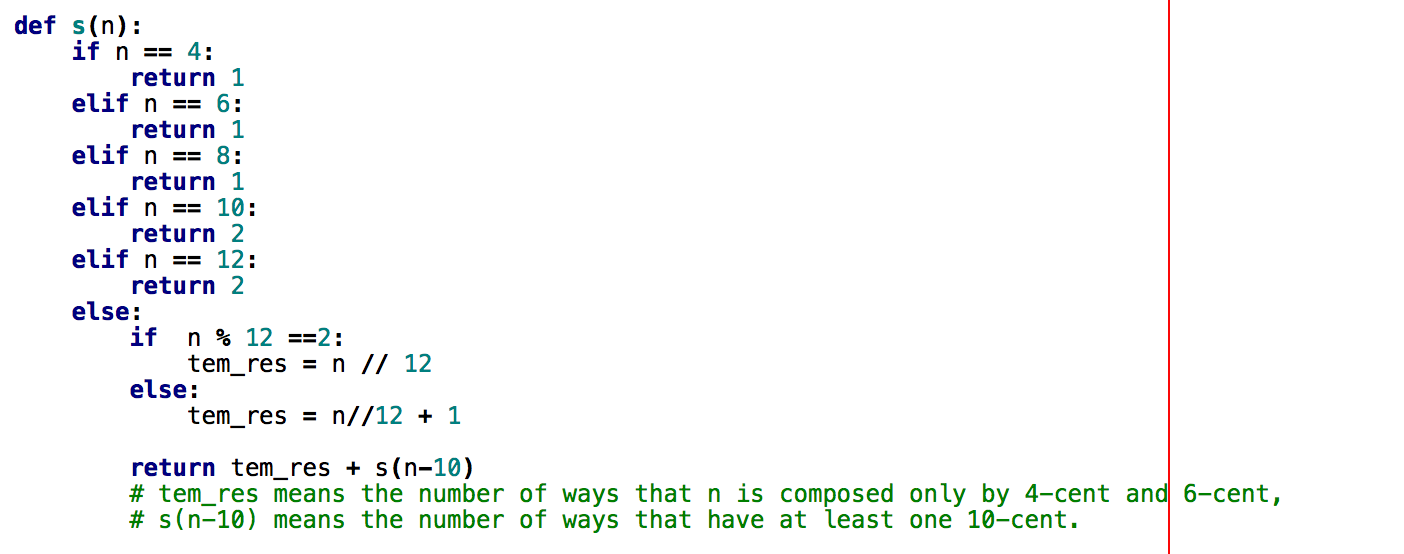 def s(n):
    if n == 4:
        return 1
    elif n == 6:
        return 1
    elif n == 8:
        return 1
    elif n == 10:
        return 2
    elif n == 12:
        return 2
    else:
        if  n % 12 ==2:
            tem_res = n // 12
        else:
            tem_res = n//12 + 1

        return tem_res + s(n-10)
        # tem_res means the number of ways that n is composed only by 4-cent and 6-cent,
        # s(n-10) means the number of ways that have at least one 10-cent.